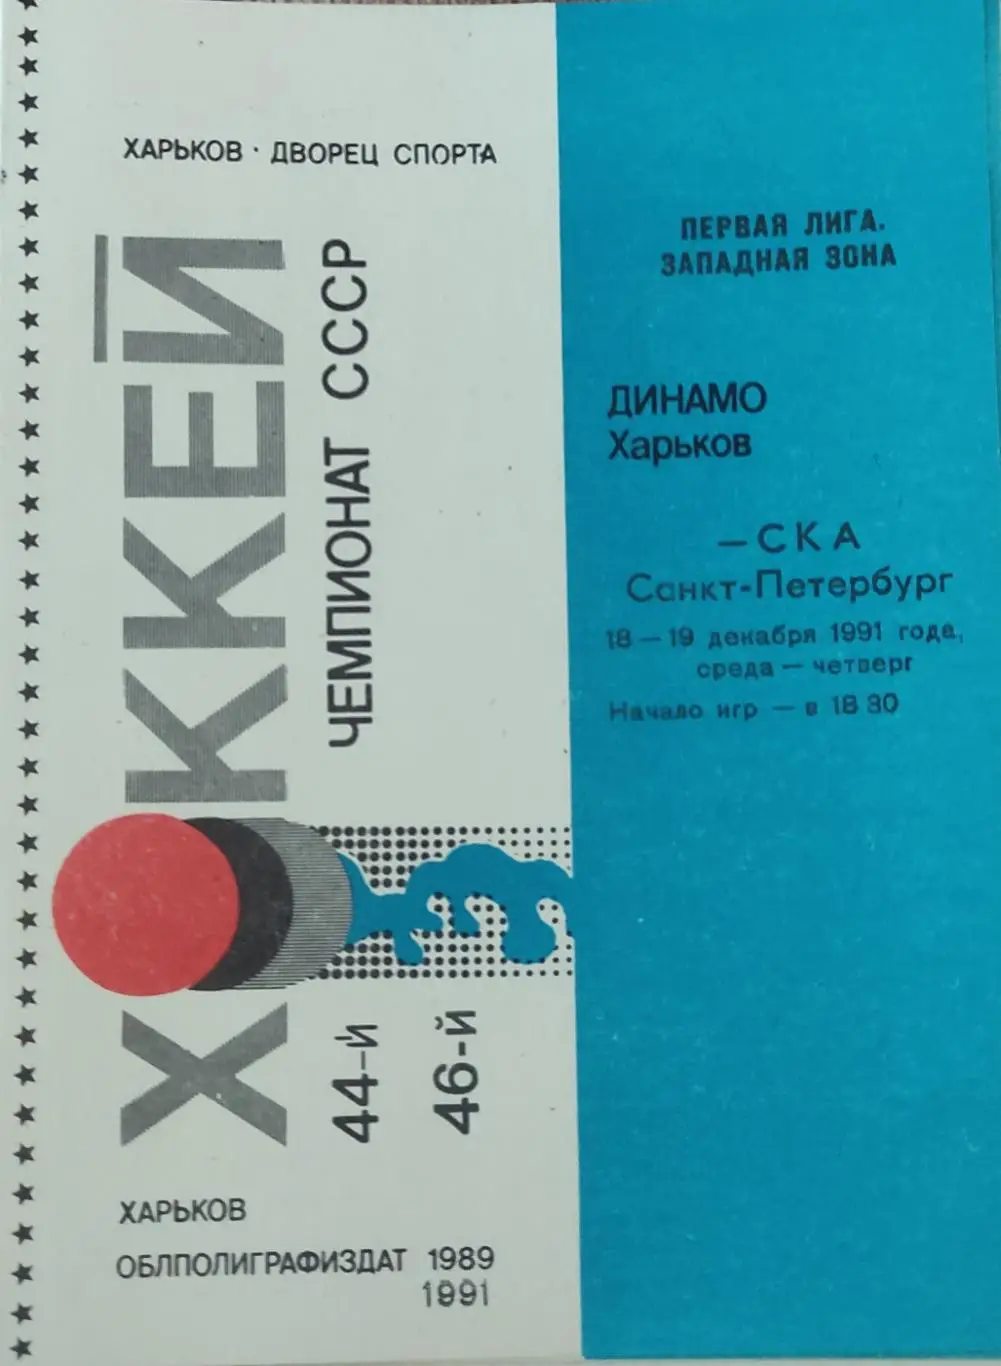 ХАРЬКОВ · ДВОРЕЦ СПОРТА
ХОККЕЙ
ЧЕМПИОНАТ СССР
44-й
46-й
ХАРЬКОВ
ОБЛПОЛИГРАФИЗДАТ 1989
1991
ПЕРВАЯ ЛИГА.
ЗАПАДНАЯ ЗОНА
ДИНАМО
Харьков
— СКА
Санкт-Петербург
18 — 19 декабря 1991 года,
среда — четверг
Начало игр — в 18 30